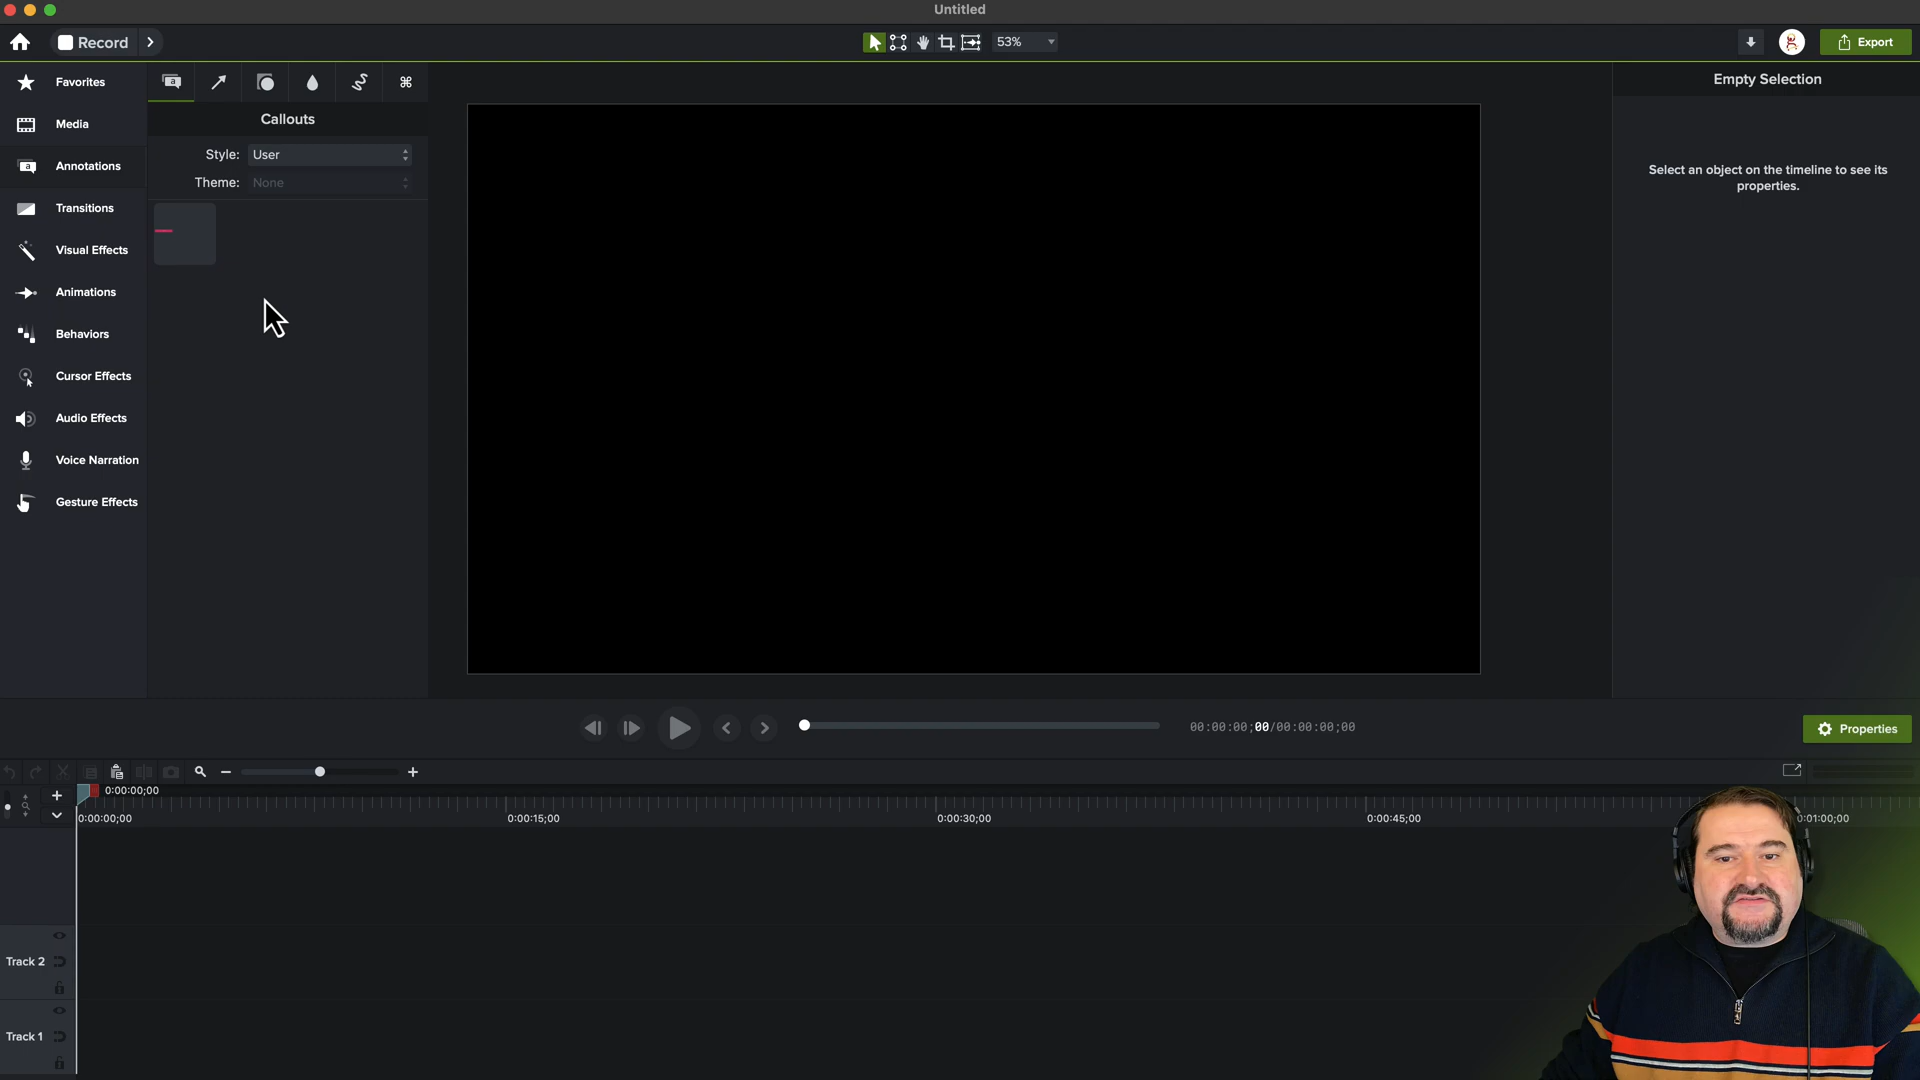 Untitled
Record
53%
Export
Favorites
Media
Annotations
Transitions
Visual Effects
Animations
Behaviors
Cursor Effects
Audio Effects
Voice Narration
Gesture Effects
Callouts
Style: User
Theme: None
Empty Selection
Select an object on the timeline to see its
properties.
00:00:00;00/00:00:00;00
Properties
0:00:00;00
0:00:00;00
0:00:15;00
0:00:30;00
0:00:45;00
0:01:00;00
Track 2
Track 1